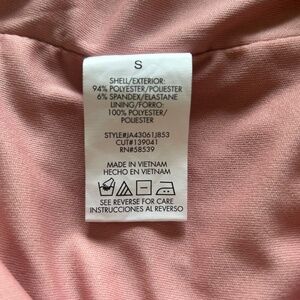 S
SHELL/EXTERIOR:
94% POLYESTER/POLIESTER
6% SPANDEX/ELASTANE
LINING/FORRO:
100% POLYESTER/
POLIESTER
STYLE#JA43061J853
CUT#139041
RN#58539
MADE IN VIETNAM
HECHO EN VIETNAM
SEE REVERSE FOR CARE
INSTRUCCIONES AL REVERSO